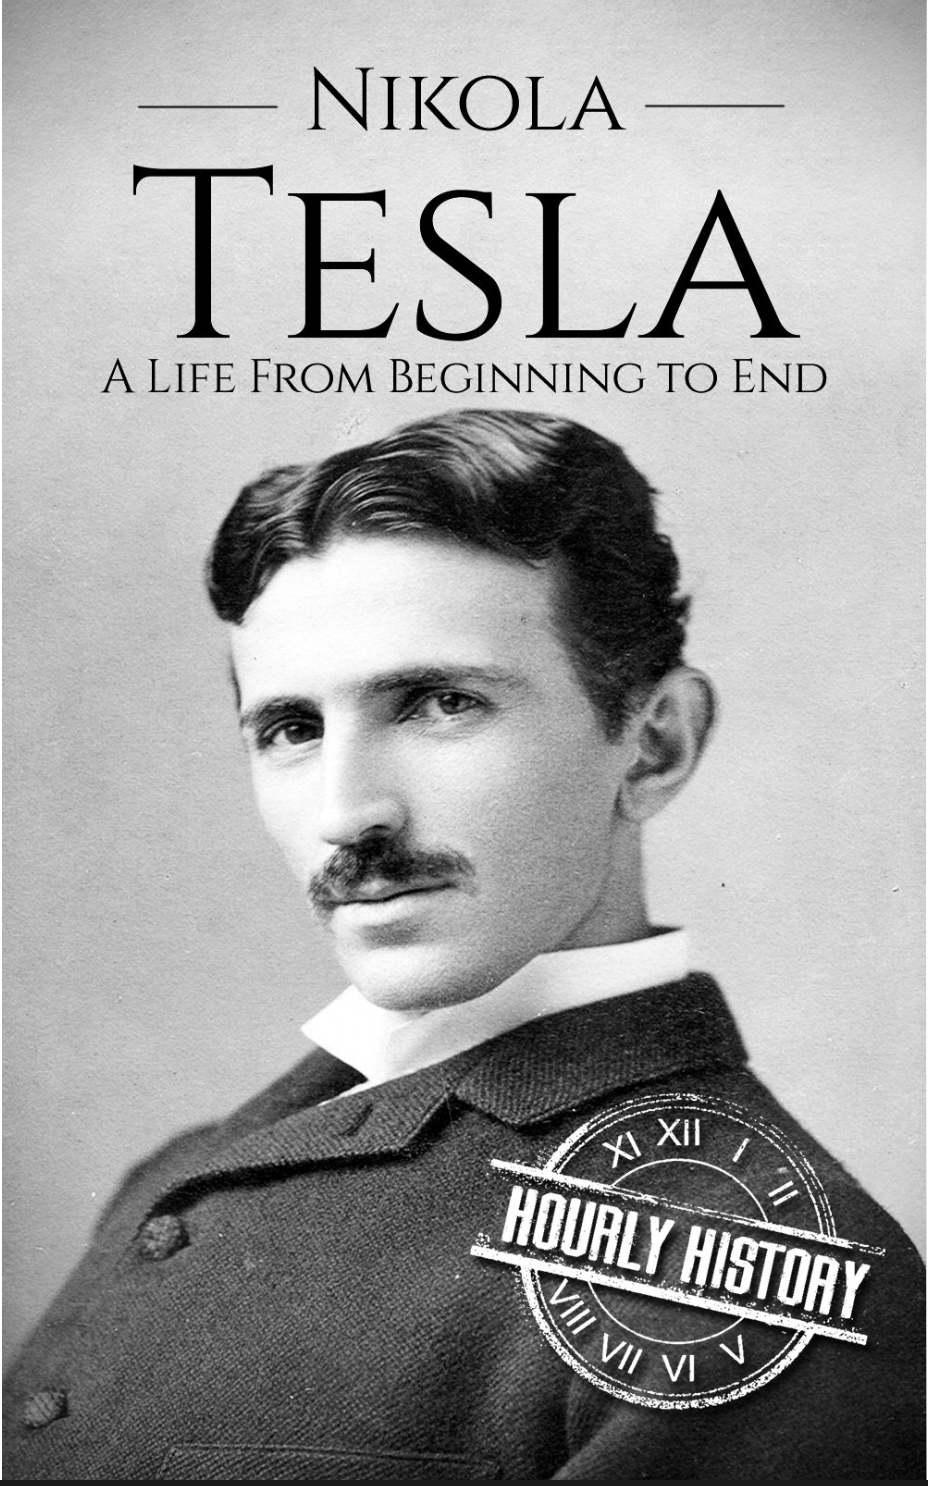 Nikola
Tesla
A Life From Beginning to End
XI XII I II
HOURLY HISTORY
VIII VII VI V